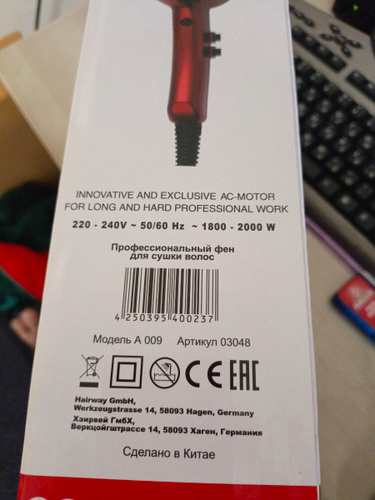 INNOVATIVE AND EXCLUSIVE AC-MOTOR
FOR LONG AND HARD PROFESSIONAL WORK
220 - 240V ~ 50/60 Hz ~ 1800 - 2000 W
Профессиональный фен
для сушки волос
4 250395 400237
Модель A 009 Артикул 03048
CE EAC
Hairway GmbH,
Werkzeugstrasse 14, 58093 Hagen, Germany
Хэирвей ГмбХ,
Веркцойгштрассе 14, 58093 Хаген, Германия
Сделано в Китае